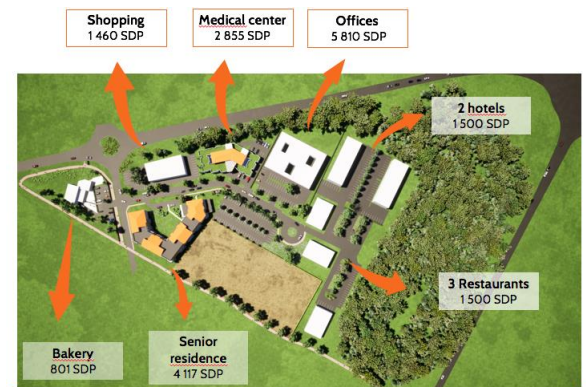 Shopping
1 460 SDP
Medical center
2 855 SDP
Offices
5 810 SDP
2 hotels
1 500 SDP
3 Restaurants
1 500 SDP
Bakery
801 SDP
Senior
residence
4 117 SDP